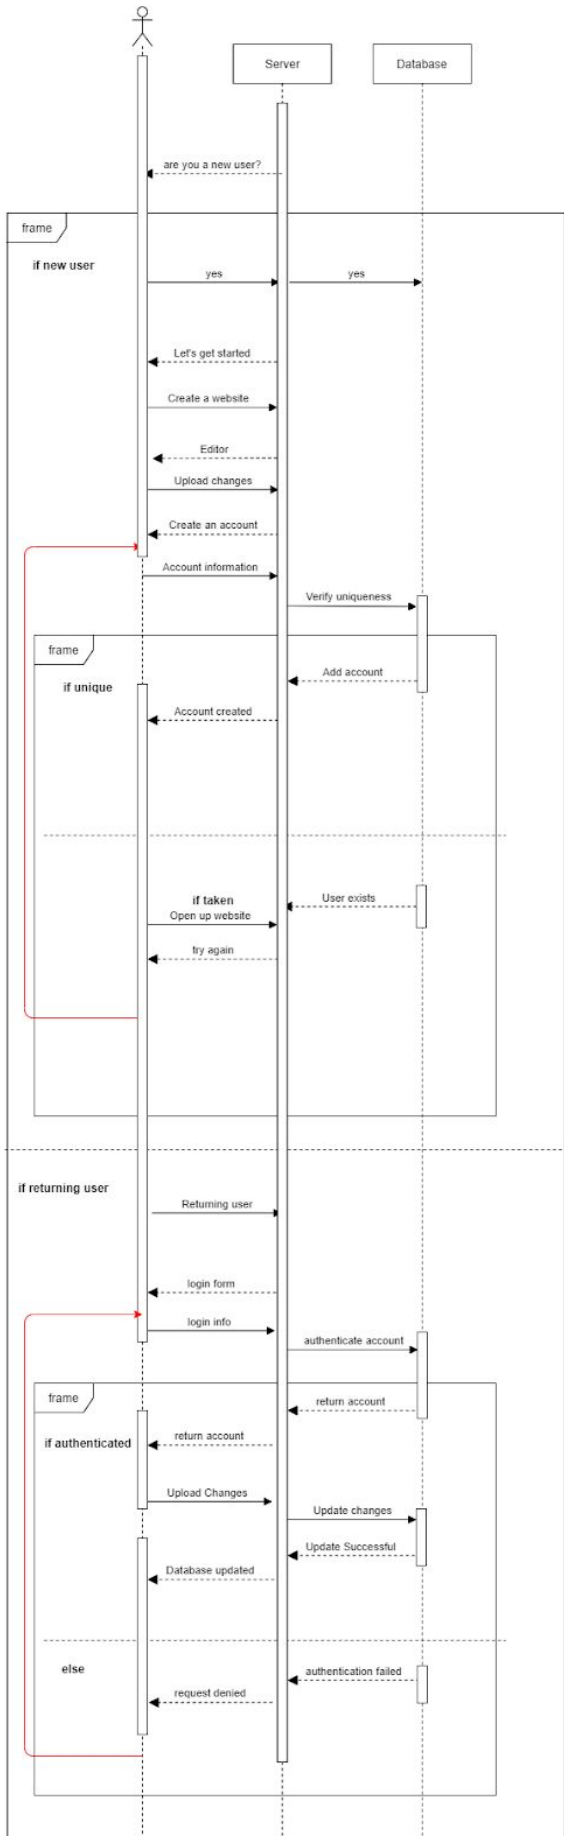 Server
Database
are you a new user?
frame
if new user
yes
yes
Let's get started
Create a website
Editor
Upload changes
Create an account
Account information
Verify uniqueness
frame
Add account
if unique
Account created
if taken
User exists
Open up website
try again
if returning user
Returning user
login form
login info
authenticate account
frame
return account
return account
if authenticated
Upload Changes
Update changes
Update Successful
Database updated
else
authentication failed
request denied